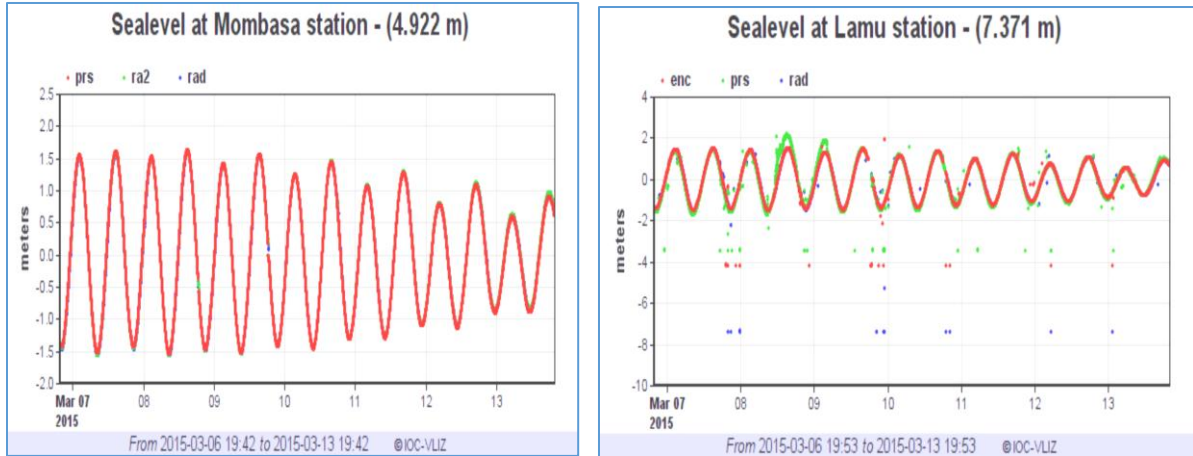 Sealevel at Mombasa station - (4.922 m)
prs ra2 rad
2.5
2.0
1.5
1.0
0.5
0.0
-0.5
-1.0
-1.5
-2.0
meters
Mar 07 08 09 10 11 12 13
2015
From 2015-03-06 19:42 to 2015-03-13 19:42 ©IOC-VLIZ
Sealevel at Lamu station - (7.371 m)
enc prs rad
4
2
0
-2
-4
-6
-8
-10
meters
Mar 07 08 09 10 11 12 13
2015
From 2015-03-06 19:53 to 2015-03-13 19:53 ©IOC-VLIZ